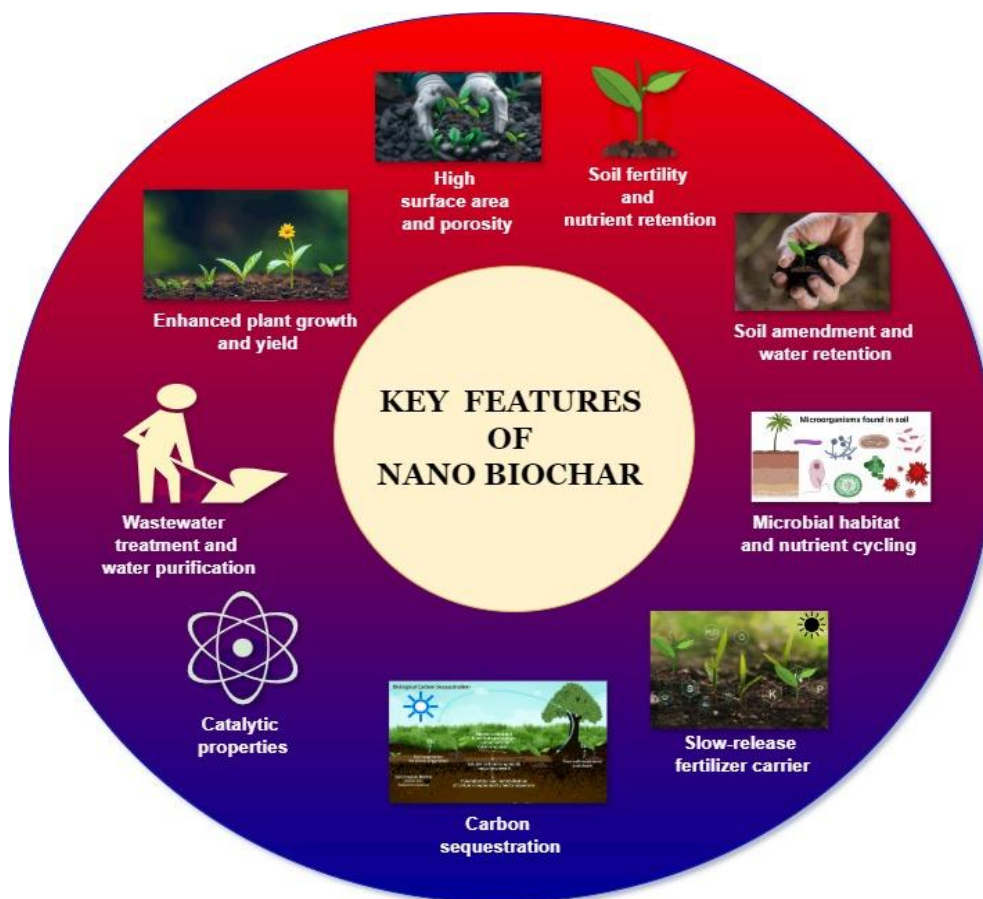 High
surface area
and porosity
Soil fertility
and
nutrient retention
Enhanced plant growth
and yield
Soil amendment and
water retention
KEY FEATURES
OF
NANO BIOCHAR
Microorganisms found in soil
Microbial habitat
and nutrient cycling
Wastewater
treatment and
water purification
H₂O
S
K
P
Slow-release
fertilizer carrier
Catalytic
properties
Biological Carbon Sequestration
Carbon
sequestration